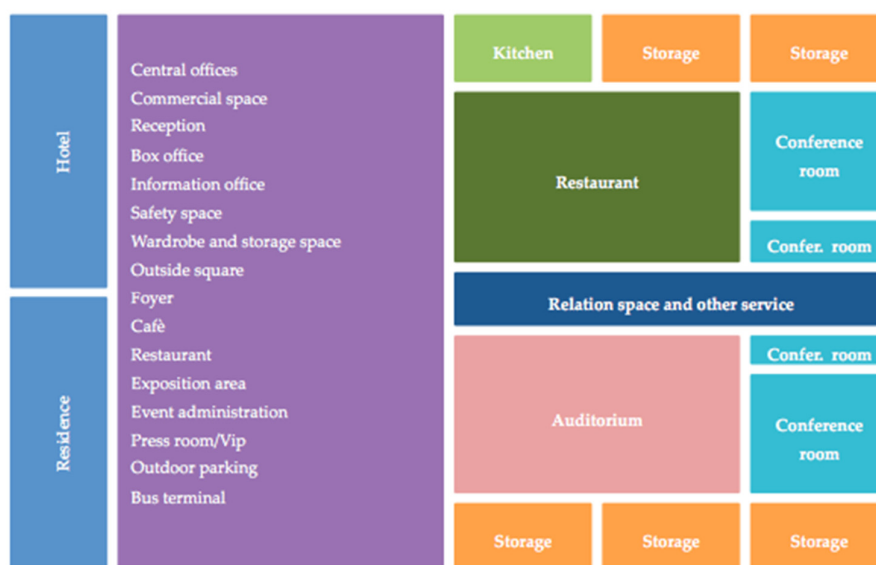 Hotel
Residence
Central offices
Commercial space
Reception
Box office
Information office
Safety space
Wardrobe and storage space
Outside square
Foyer
Cafè
Restaurant
Exposition area
Event administration
Press room/Vip
Outdoor parking
Bus terminal
Kitchen
Storage
Storage
Restaurant
Conference
room
Confer. room
Relation space and other service
Auditorium
Confer. room
Conference
room
Storage
Storage
Storage